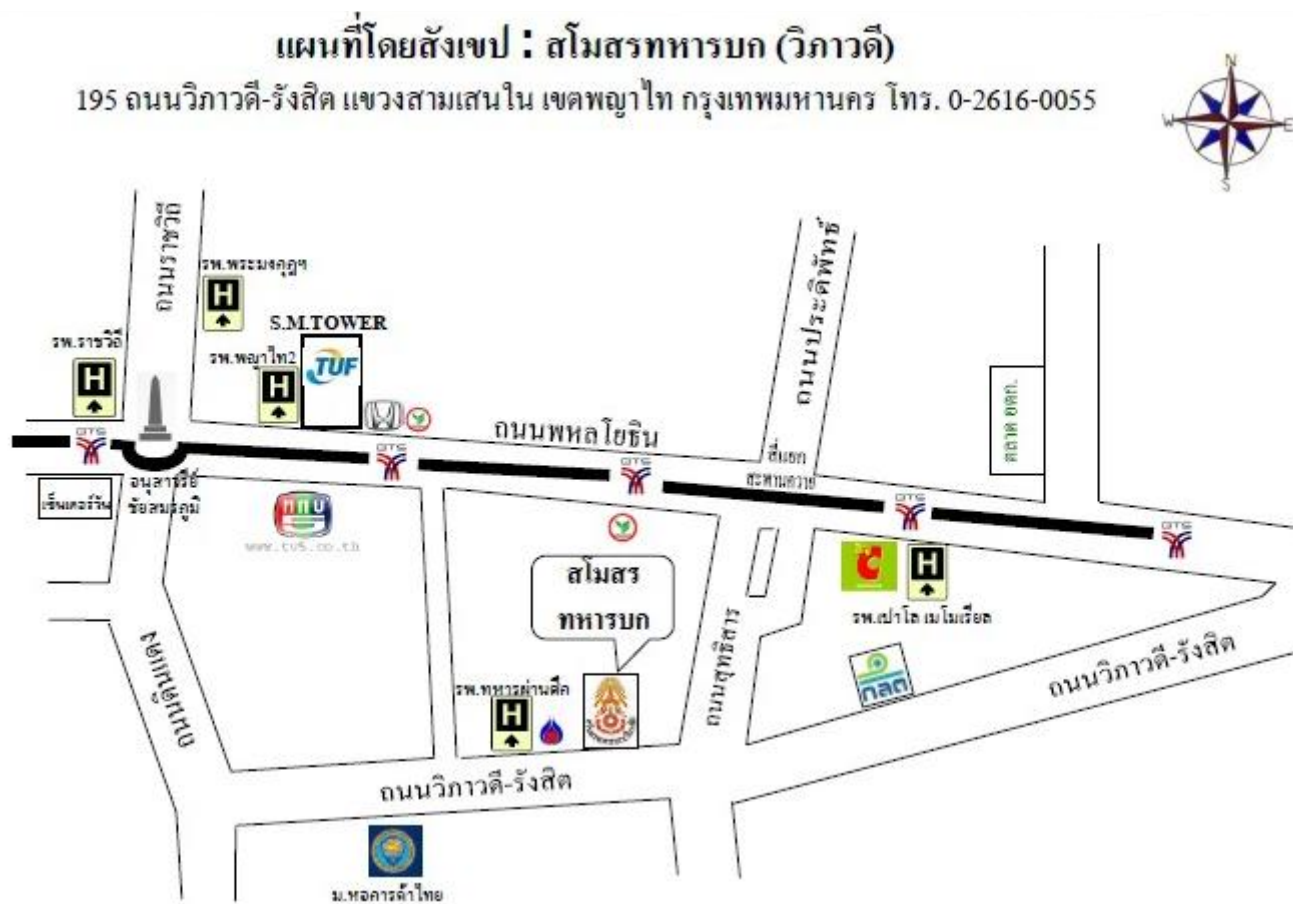 แผนที่โดยสังเขป : สโมสรทหารบก (วิภาวดี)
195 ถนนวิภาวดี-รังสิต แขวงสามเสนใน เขตพญาไท กรุงเทพมหานคร โทร. 0-2616-0055
N
W
E
S
ถนนราชวิถี
รพ.พระมงกุฎฯ
S.M.TOWER
รพ.ราชวิถี
รพ.พญาไท2
H
H
H
TUF
ถนนประดิพัทธ์
ตลาด อตก.
ถนนพหลโยธิน
สี่แยก
สะพานควาย
BTS
BTS
BTS
BTS
BTS
เซ็นเตอร์วัน
อนุสาวรีย์
ชัยสมรภูมิ
ททบ
www.tv5.co.th
สโมสร
ทหารบก
H
รพ.เปาโล เมโมเรียล
ถนนดินแดง
รพ.ทหารผ่านศึก
H
ถนนสุทธิสาร
กสต
ถนนวิภาวดี-รังสิต
ถนนวิภาวดี-รังสิต
ม.หอการค้าไทย